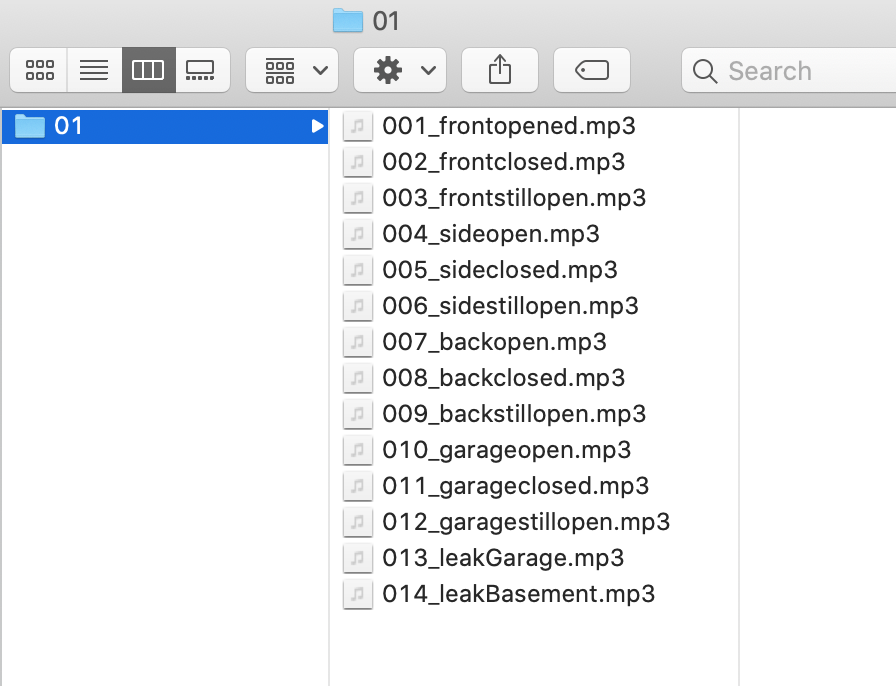 01
Search
01
001_frontopened.mp3
002_frontclosed.mp3
003_frontstillopen.mp3
004_sideopen.mp3
005_sideclosed.mp3
006_sidestillopen.mp3
007_backopen.mp3
008_backclosed.mp3
009_backstillopen.mp3
010_garageopen.mp3
011_garageclosed.mp3
012_garagestillopen.mp3
013_leakGarage.mp3
014_leakBasement.mp3